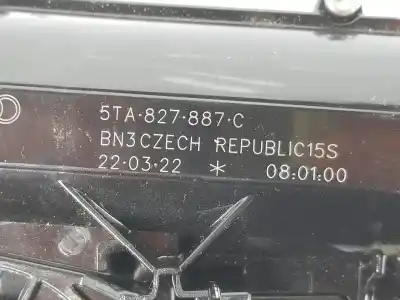 5TA·827·887·C
BN3CZECH REPUBLIC15S
22·03·22 * 08:01:00